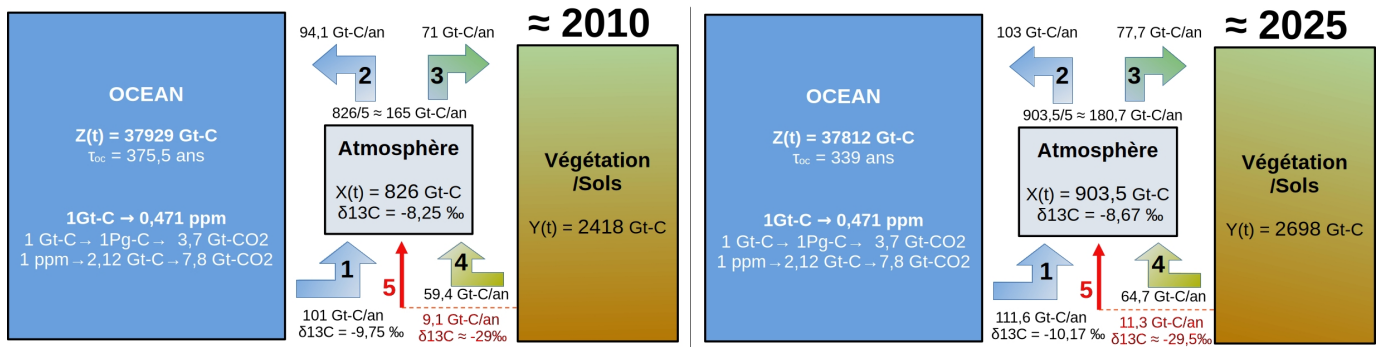 ≈ 2010
94,1 Gt-C/an
71 Gt-C/an
2
3
826/5 ≈ 165 Gt-C/an
OCEAN
Z(t) = 37929 Gt-C
τoc = 375,5 ans
1Gt-C → 0,471 ppm
1 Gt-C→ 1Pg-C→ 3,7 Gt-CO2
1 ppm→2,12 Gt-C→7,8 Gt-CO2
Atmosphère
X(t) = 826 Gt-C
δ13C = -8,25 ‰
Végétation
/Sols
Y(t) = 2418 Gt-C
1
5
4
59,4 Gt-C/an
101 Gt-C/an
δ13C = -9,75 ‰
9,1 Gt-C/an
δ13C ≈ -29‰
≈ 2025
103 Gt-C/an
77,7 Gt-C/an
2
3
903,5/5 ≈ 180,7 Gt-C/an
OCEAN
Z(t) = 37812 Gt-C
τoc = 339 ans
1Gt-C → 0,471 ppm
1 Gt-C→ 1Pg-C→ 3,7 Gt-CO2
1 ppm→2,12 Gt-C→7,8 Gt-CO2
Atmosphère
X(t) = 903,5 Gt-C
δ13C = -8,67 ‰
Végétation
/Sols
Y(t) = 2698 Gt-C
1
5
4
64,7 Gt-C/an
111,6 Gt-C/an
δ13C = -10,17 ‰
11,3 Gt-C/an
δ13C ≈ -29,5‰